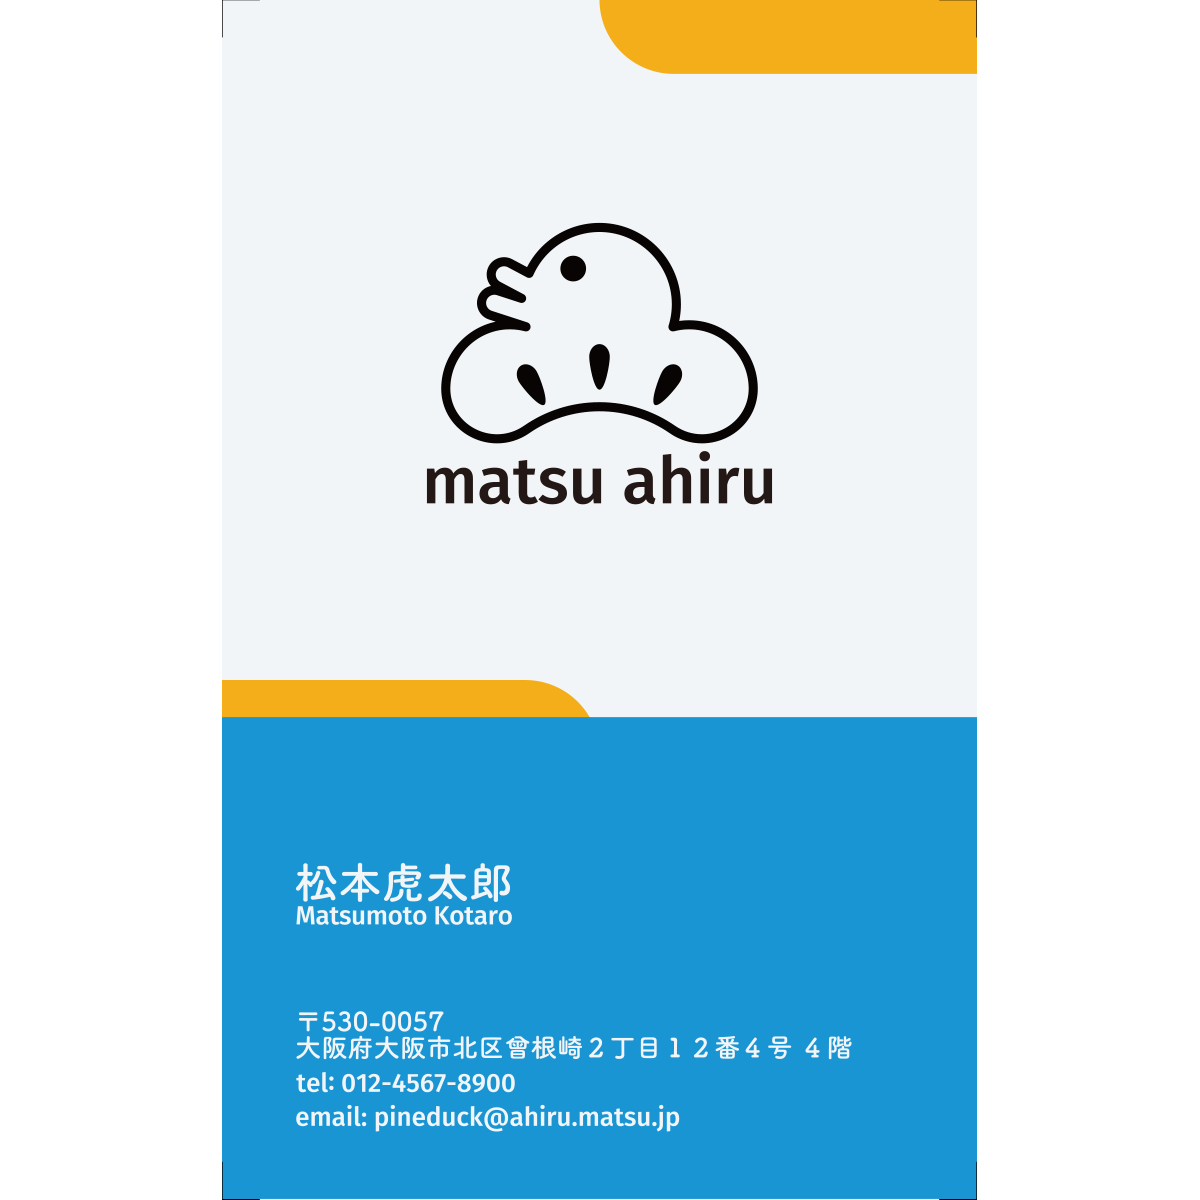 matsu ahiru
松本虎太郎
Matsumoto Kotaro
〒530-0057
大阪府大阪市北区曾根崎２丁目１２番４号 ４階
tel: 012-4567-8900
email: pineduck@ahiru.matsu.jp